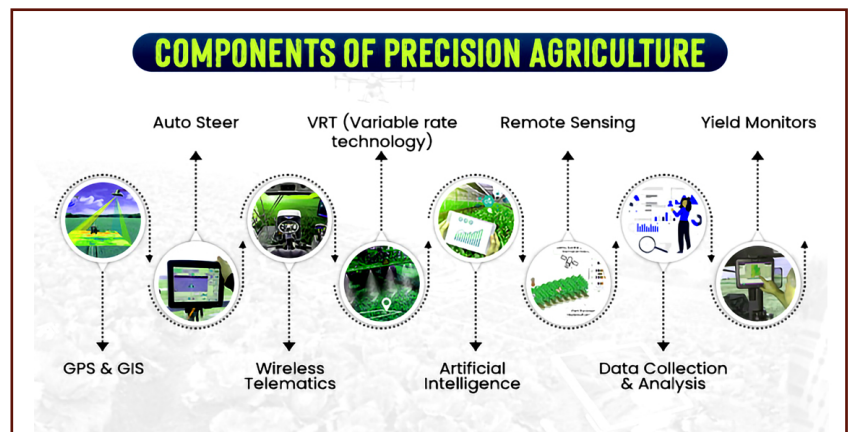 COMPONENTS OF PRECISION AGRICULTURE
Auto Steer
VRT (Variable rate
technology)
Remote Sensing
Yield Monitors
GPS & GIS
Wireless
Telematics
Artificial
Intelligence
Data Collection
& Analysis